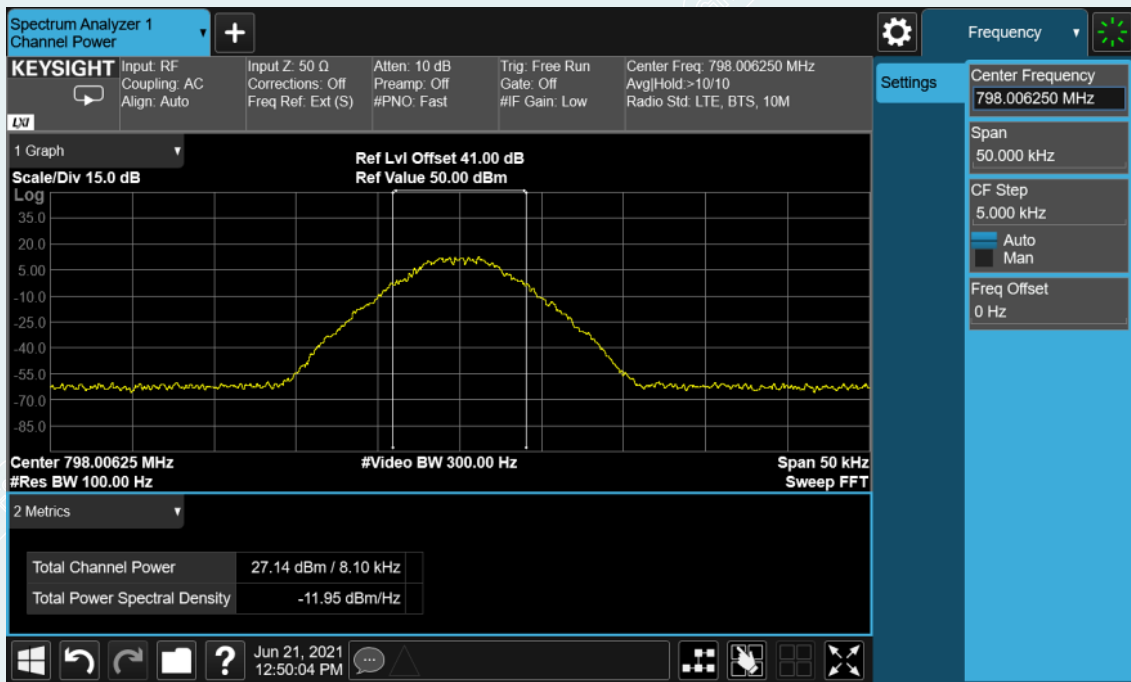 Spectrum Analyzer 1
Channel Power
+
Frequency
KEYSIGHT
LXI
Input: RF
Coupling: AC
Align: Auto
Input Z: 50 Ω
Corrections: Off
Freq Ref: Ext (S)
Atten: 10 dB
Preamp: Off
#PNO: Fast
Trig: Free Run
Gate: Off
#IF Gain: Low
Center Freq: 798.006250 MHz
Avg|Hold:>10/10
Radio Std: LTE, BTS, 10M
Settings
Center Frequency
798.006250 MHz
Span
50.000 kHz
CF Step
5.000 kHz
Auto
Man
Freq Offset
0 Hz
1 Graph
Scale/Div 15.0 dB
Ref Lvl Offset 41.00 dB
Ref Value 50.00 dBm
Log
35.0
20.0
5.00
-10.0
-25.0
-40.0
-55.0
-70.0
-85.0
Center 798.00625 MHz
#Video BW 300.00 Hz
Span 50 kHz
#Res BW 100.00 Hz
Sweep FFT
2 Metrics
Total Channel Power 27.14 dBm / 8.10 kHz
Total Power Spectral Density -11.95 dBm/Hz
?
Jun 21, 2021
12:50:04 PM